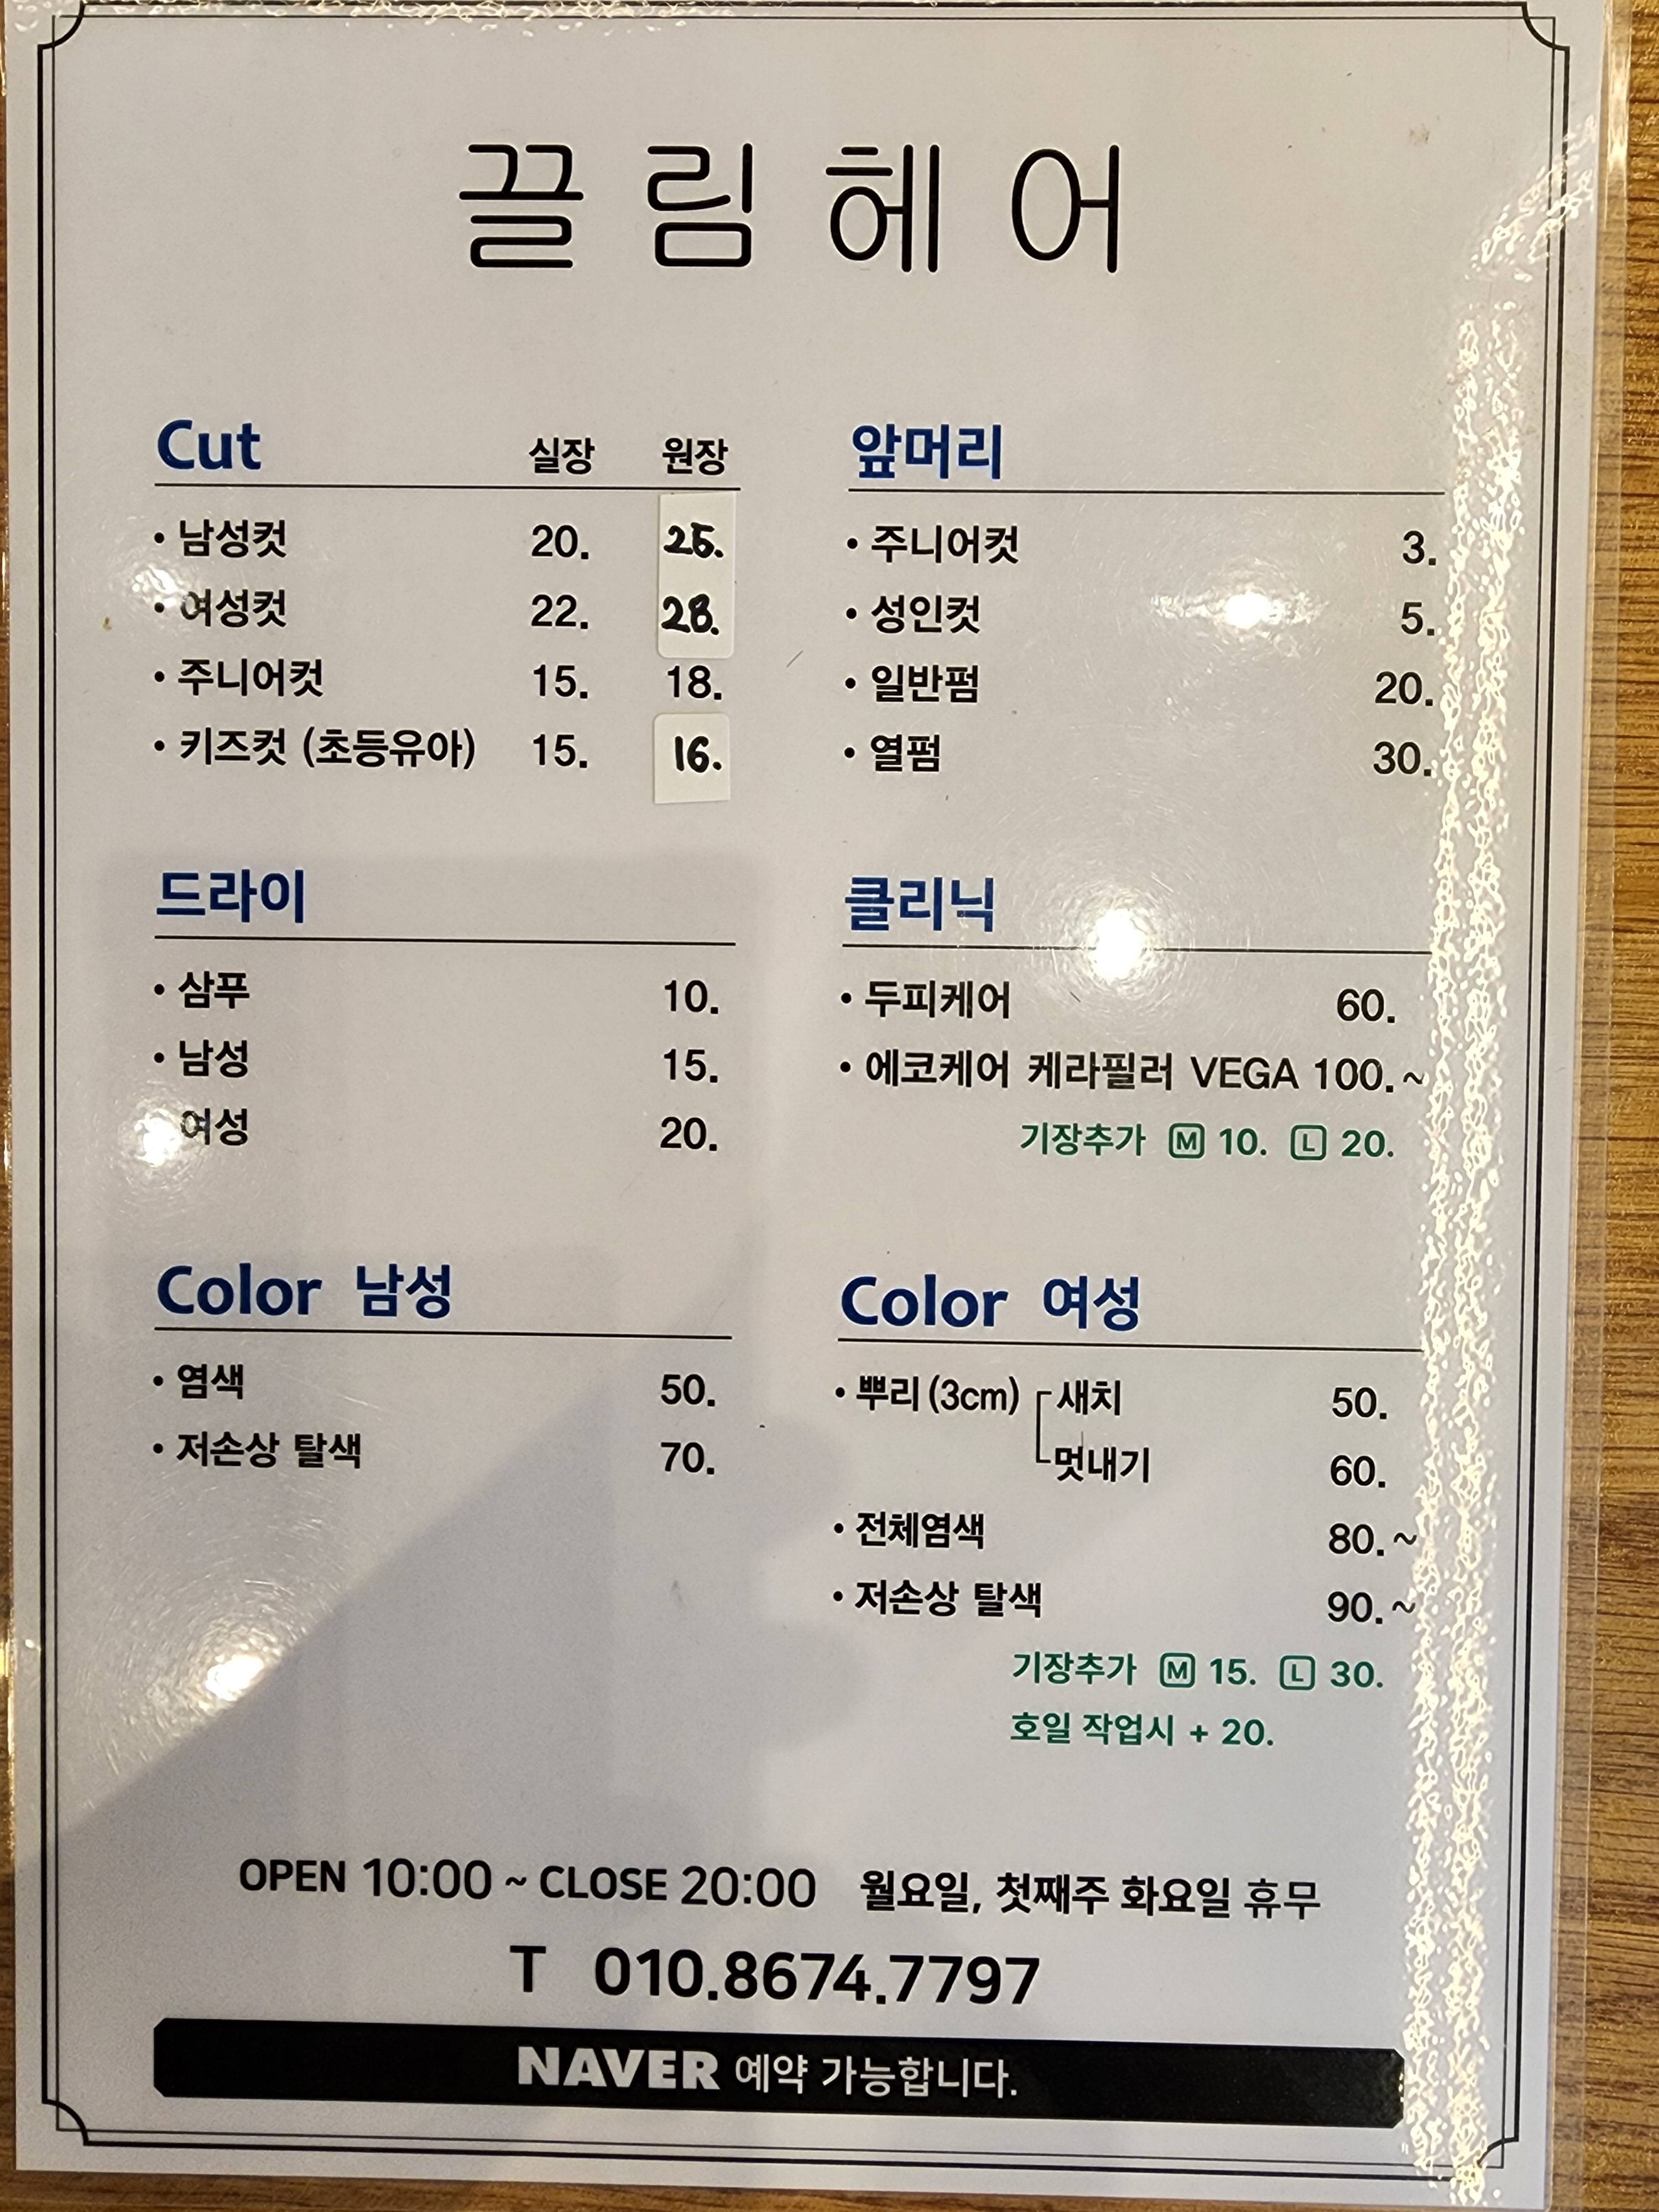 끌림헤어
Cut 실장 원장
• 남성컷 20. 25.
• 여성컷 22. 28.
• 주니어컷 15. 18.
• 키즈컷 (초등유아) 15. 16.
앞머리
• 주니어컷 3.
• 성인컷 5.
• 일반펌 20.
• 열펌 30.
드라이
• 삼푸 10.
• 남성 15.
여성 20.
클리닉
• 두피케어 60.
• 에코케어 케라필러 VEGA 100.~
기장추가 M 10. L 20.
Color 남성
• 염색 50.
• 저손상 탈색 70.
Color 여성
• 뿌리 (3cm) 새치 50.
멋내기 60.
• 전체염색 80.~
• 저손상 탈색 90.~
기장추가 M 15. L 30.
호일 작업시 + 20.
OPEN 10:00 ~ CLOSE 20:00 월요일, 첫째주 화요일 휴무
T 010.8674.7797
NAVER 예약 가능합니다.